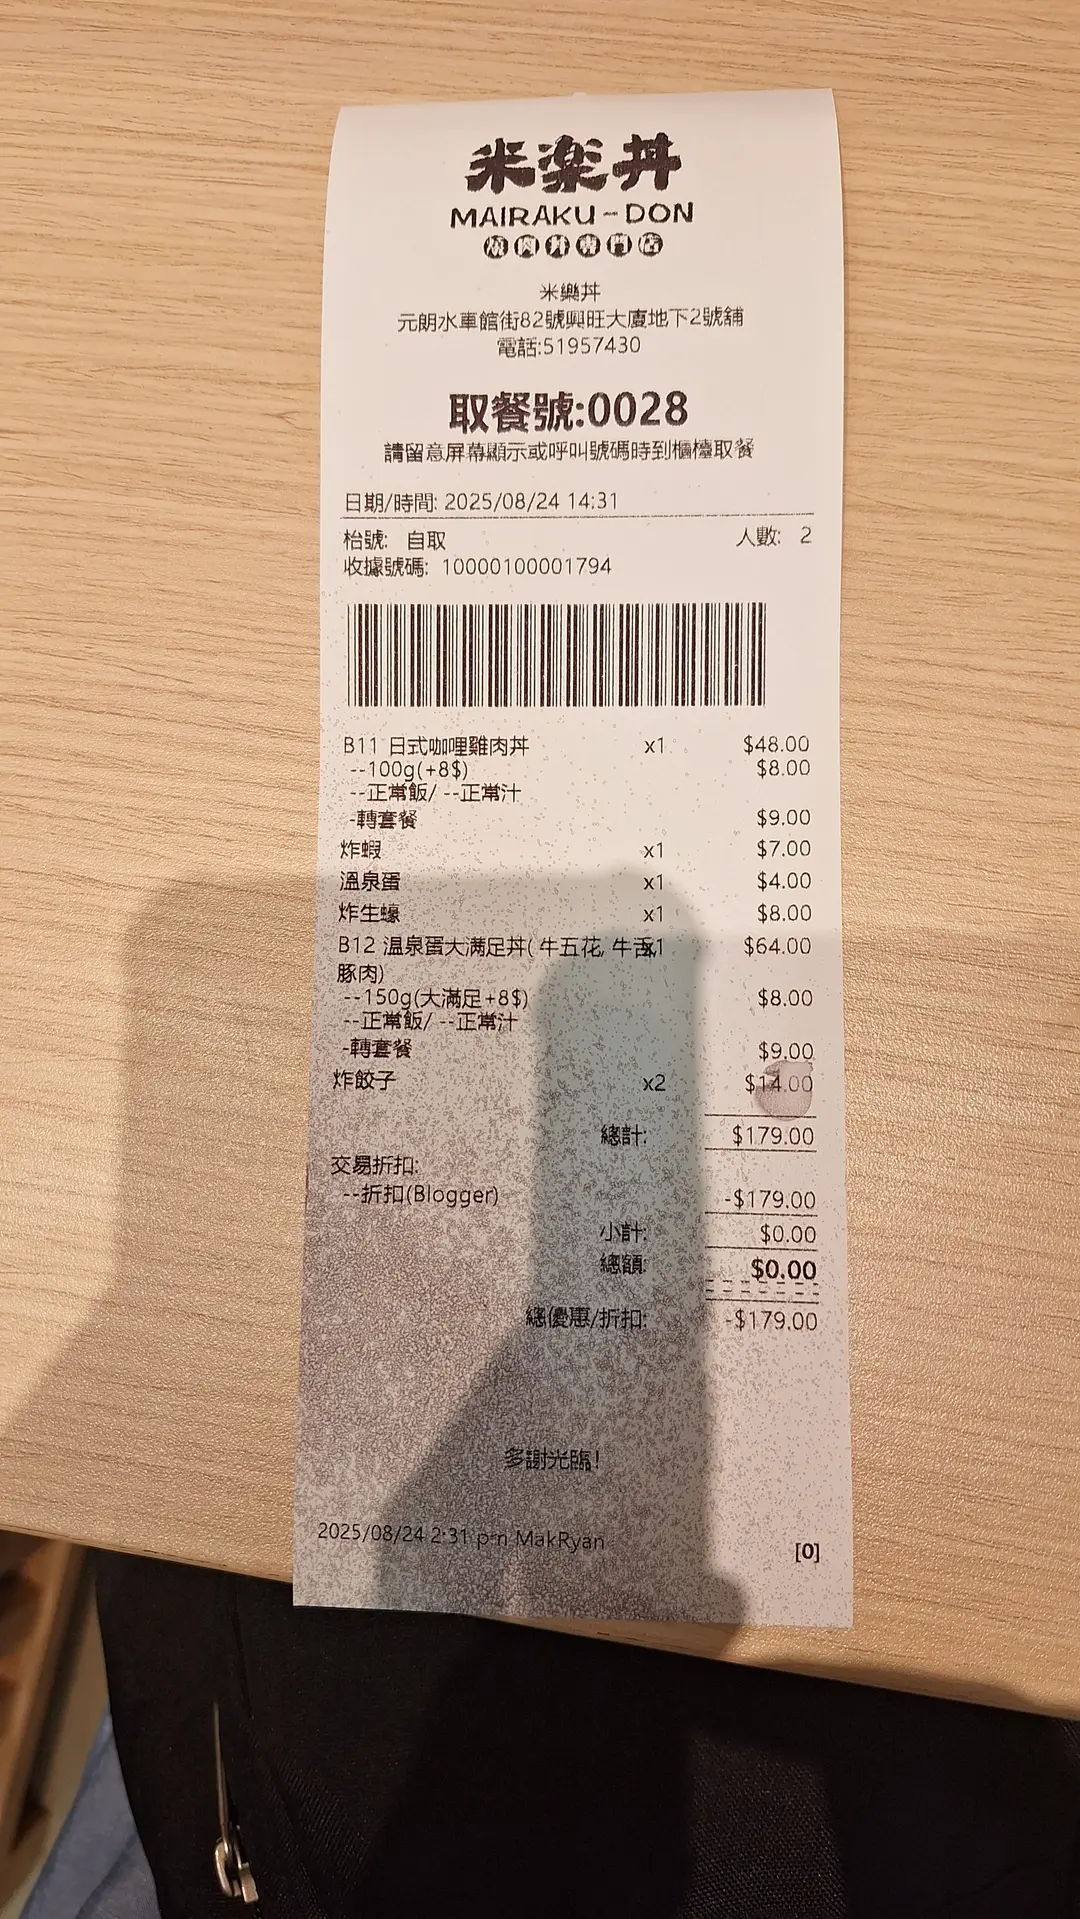 米楽丼
MAIRAKU-DON
燒肉丼專門店
米樂丼
元朗水車館街82號興旺大廈地下2號舖
電話:51957430
取餐號:0028
請留意屏幕顯示或呼叫號碼時到櫃檯取餐
日期/時間: 2025/08/24 14:31
枱號: 自取 人數: 2
收據號碼: 10000100001794
B11 日式咖哩雞肉丼 x1 $48.00
--100g(+8$) $8.00
--正常飯/ --正常汁
-轉套餐 $9.00
炸蝦 x1 $7.00
溫泉蛋 x1 $4.00
炸生蠔 x1 $8.00
B12 溫泉蛋大滿足丼( 牛五花, 牛舌, x1 $64.00
豚肉)
--150g(大滿足+8$) $8.00
--正常飯/ --正常汁
-轉套餐 $9.00
炸餃子 x2 $14.00
總計: $179.00
交易折扣:
--折扣(Blogger) -$179.00
小計: $0.00
總額: $0.00
總優惠/折扣: -$179.00
多謝光臨!
2025/08/24 2:31 pm MakRyan
[0]